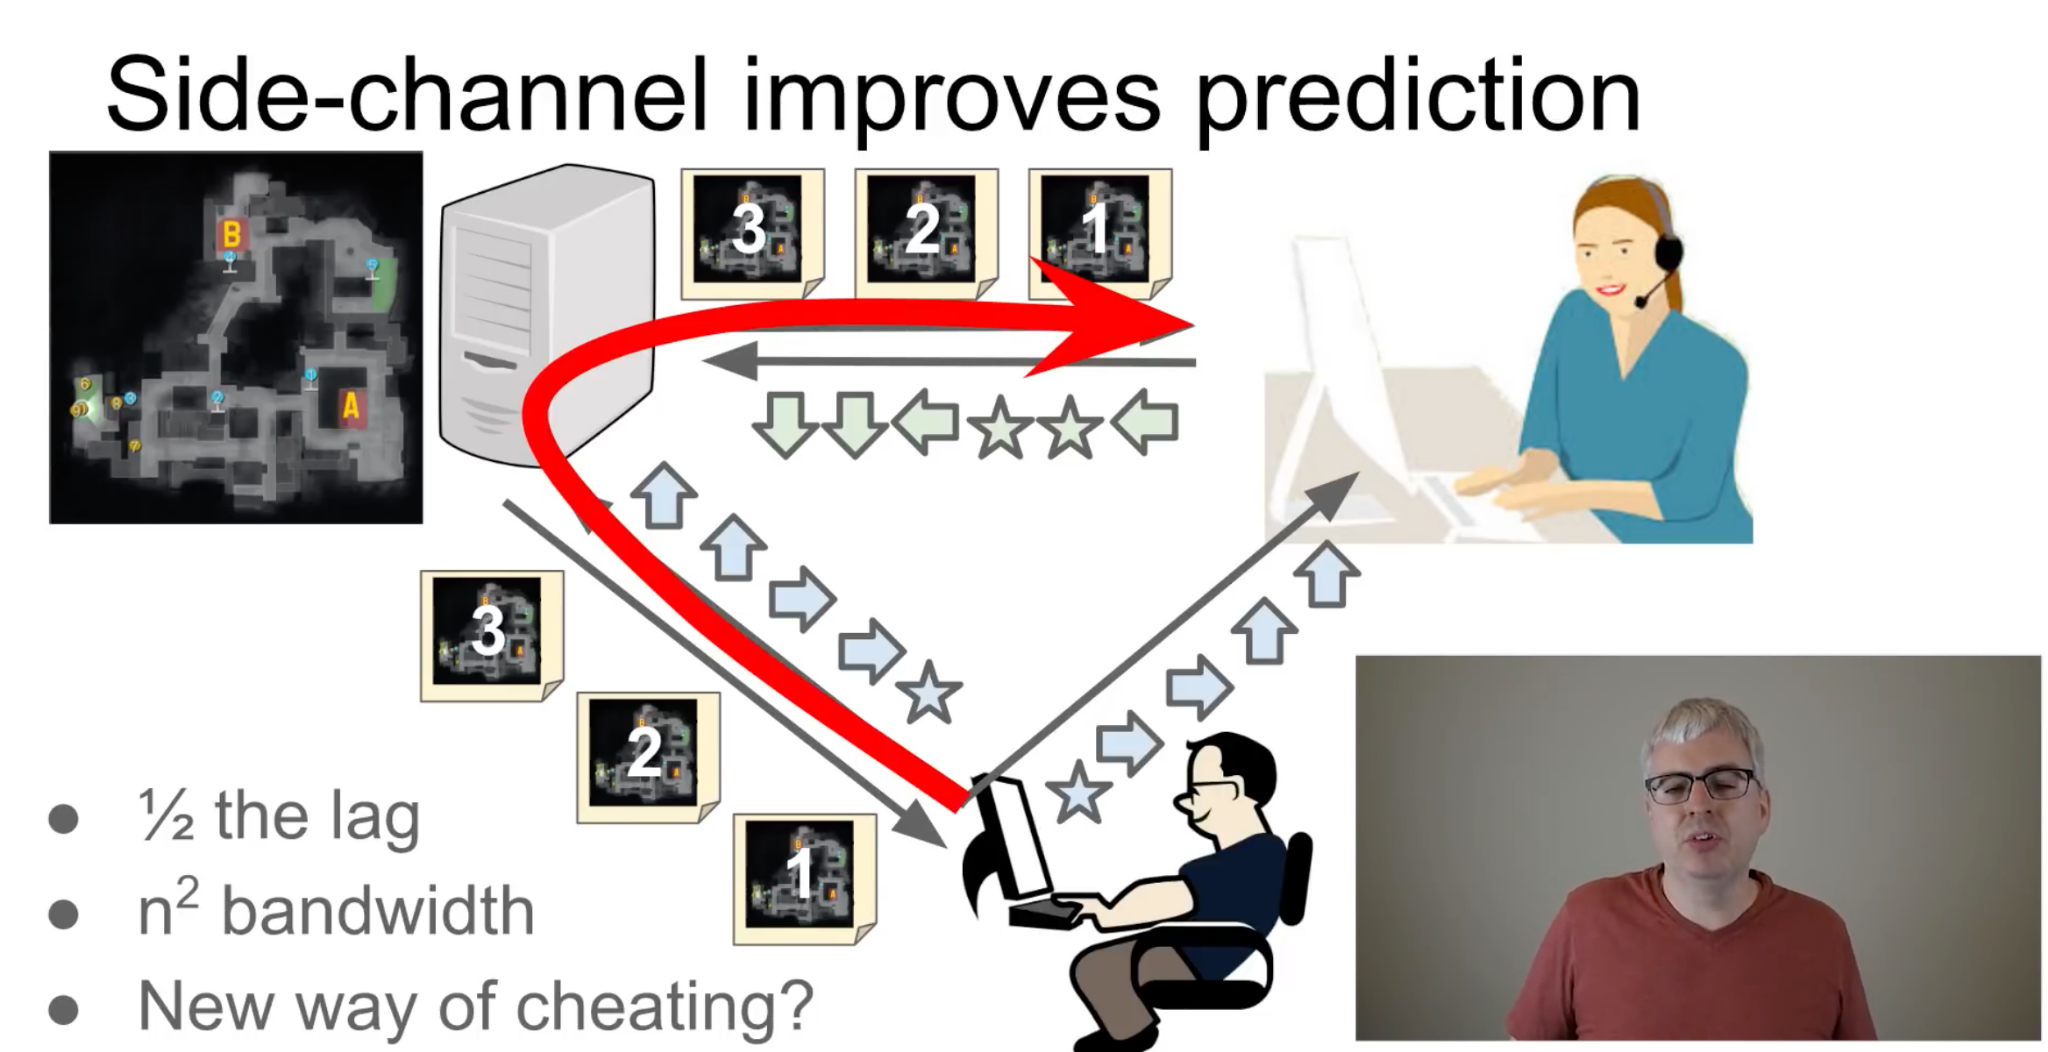 Side-channel improves prediction
B
A
3
2
1
3
2
1
½ the lag
n² bandwidth
New way of cheating?